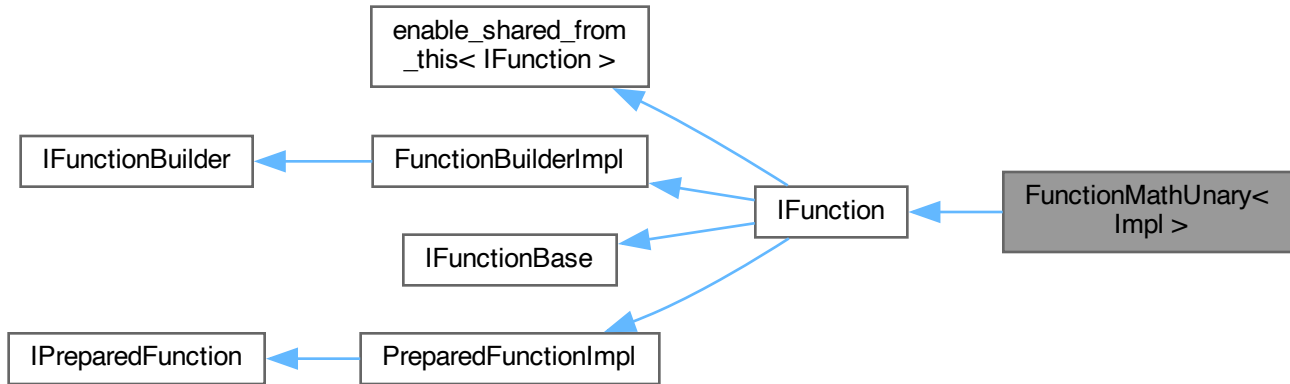 enable_shared_from
_this< IFunction >
IFunctionBuilder
FunctionBuilderImpl
IFunction
FunctionMathUnary<
Impl >
IFunctionBase
IPreparedFunction
PreparedFunctionImpl